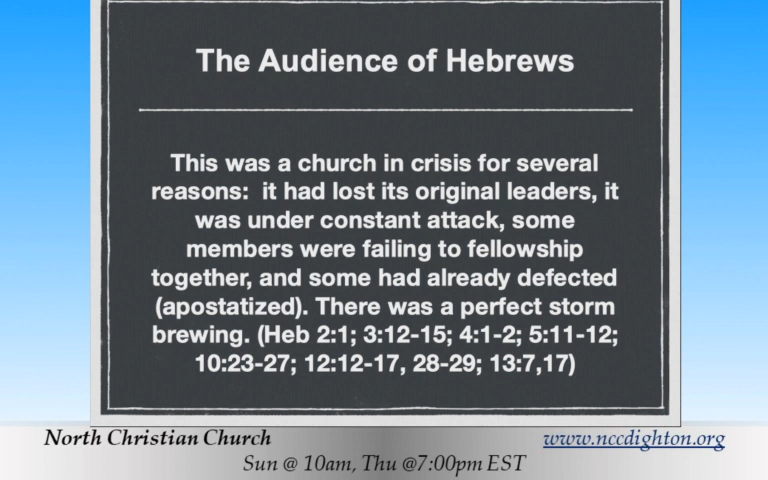 The Audience of Hebrews
This was a church in crisis for several
reasons:  it had lost its original leaders, it
was under constant attack, some
members were failing to fellowship
together, and some had already defected
(apostatized). There was a perfect storm
brewing. (Heb 2:1; 3:12-15; 4:1-2; 5:11-12;
10:23-27; 12:12-17, 28-29; 13:7,17)
North Christian Church
www.nccdighton.org
Sun @ 10am, Thu @7:00pm EST